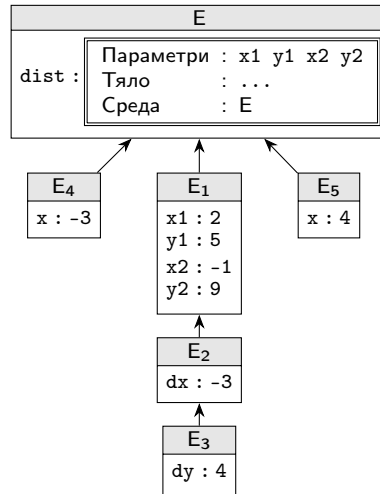 E
dist :
Параметри : x1 y1 x2 y2
Тяло : ...
Среда : E
E4
x : -3
E1
x1 : 2
y1 : 5
x2 : -1
y2 : 9
E5
x : 4
E2
dx : -3
E3
dy : 4